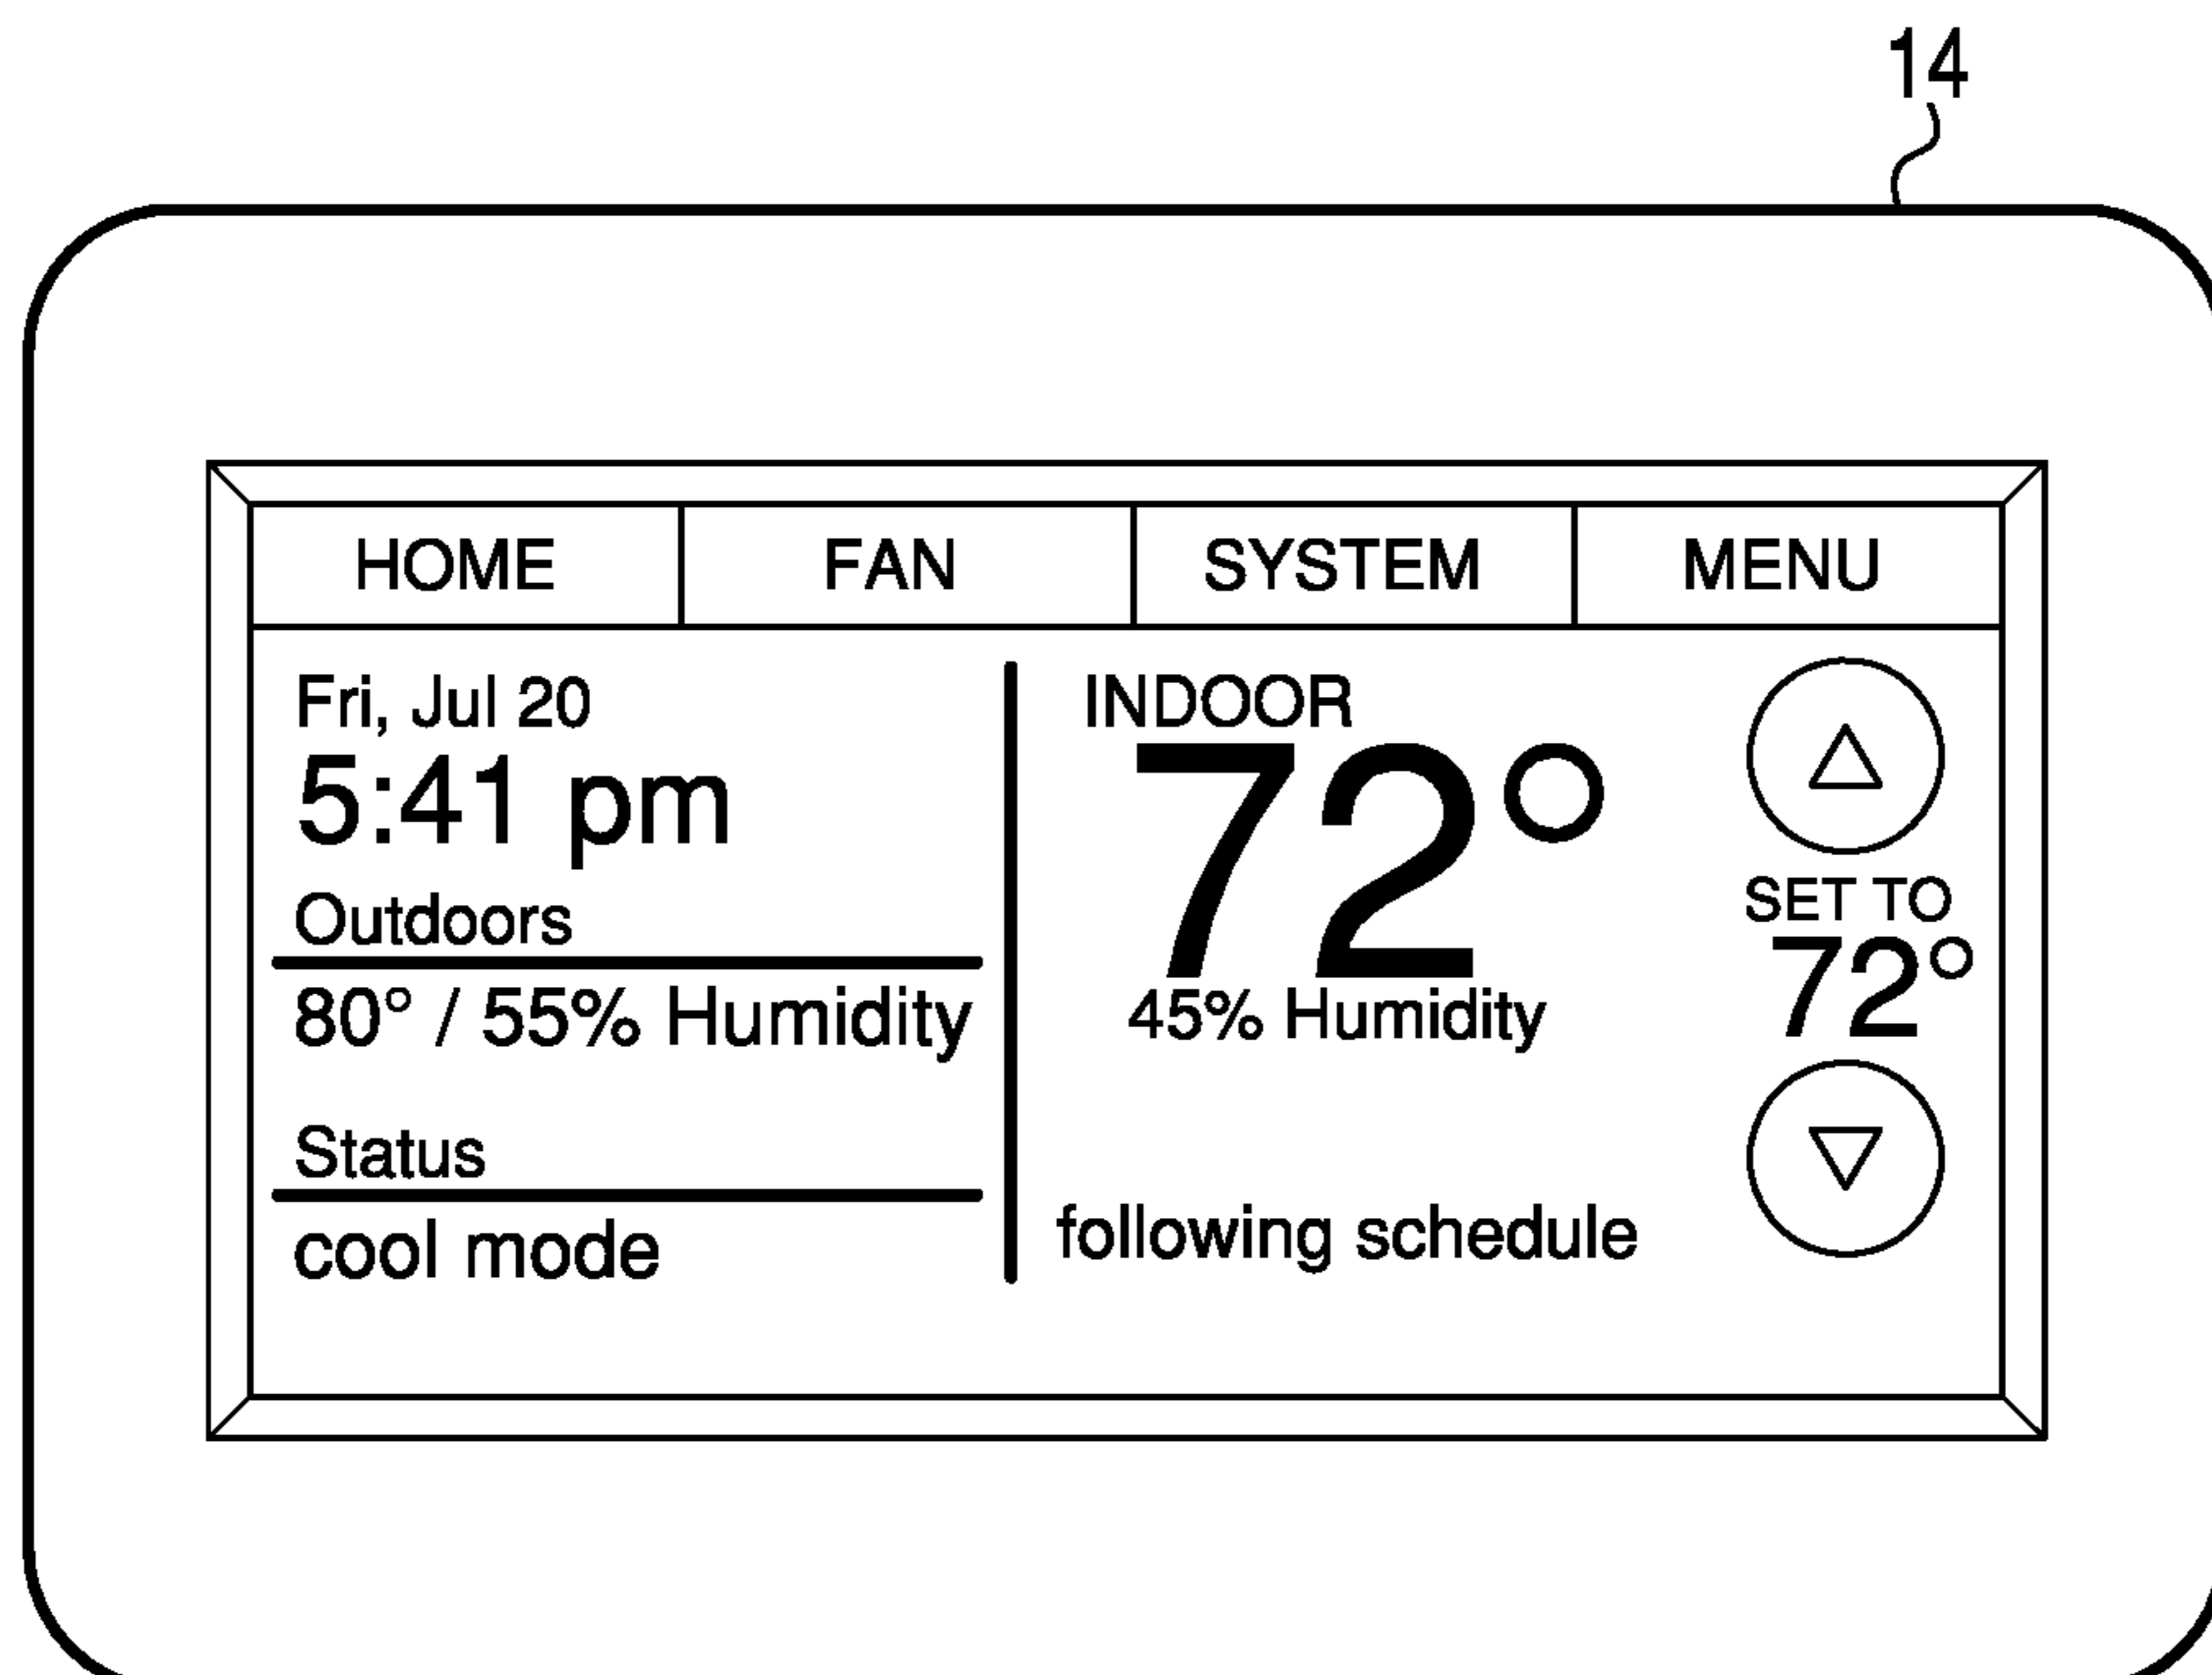 14
HOME FAN SYSTEM MENU
Fri, Jul 20
5:41 pm
Outdoors
80° / 55% Humidity
Status
cool mode
INDOOR
72°
45% Humidity
following schedule
SET TO
72°